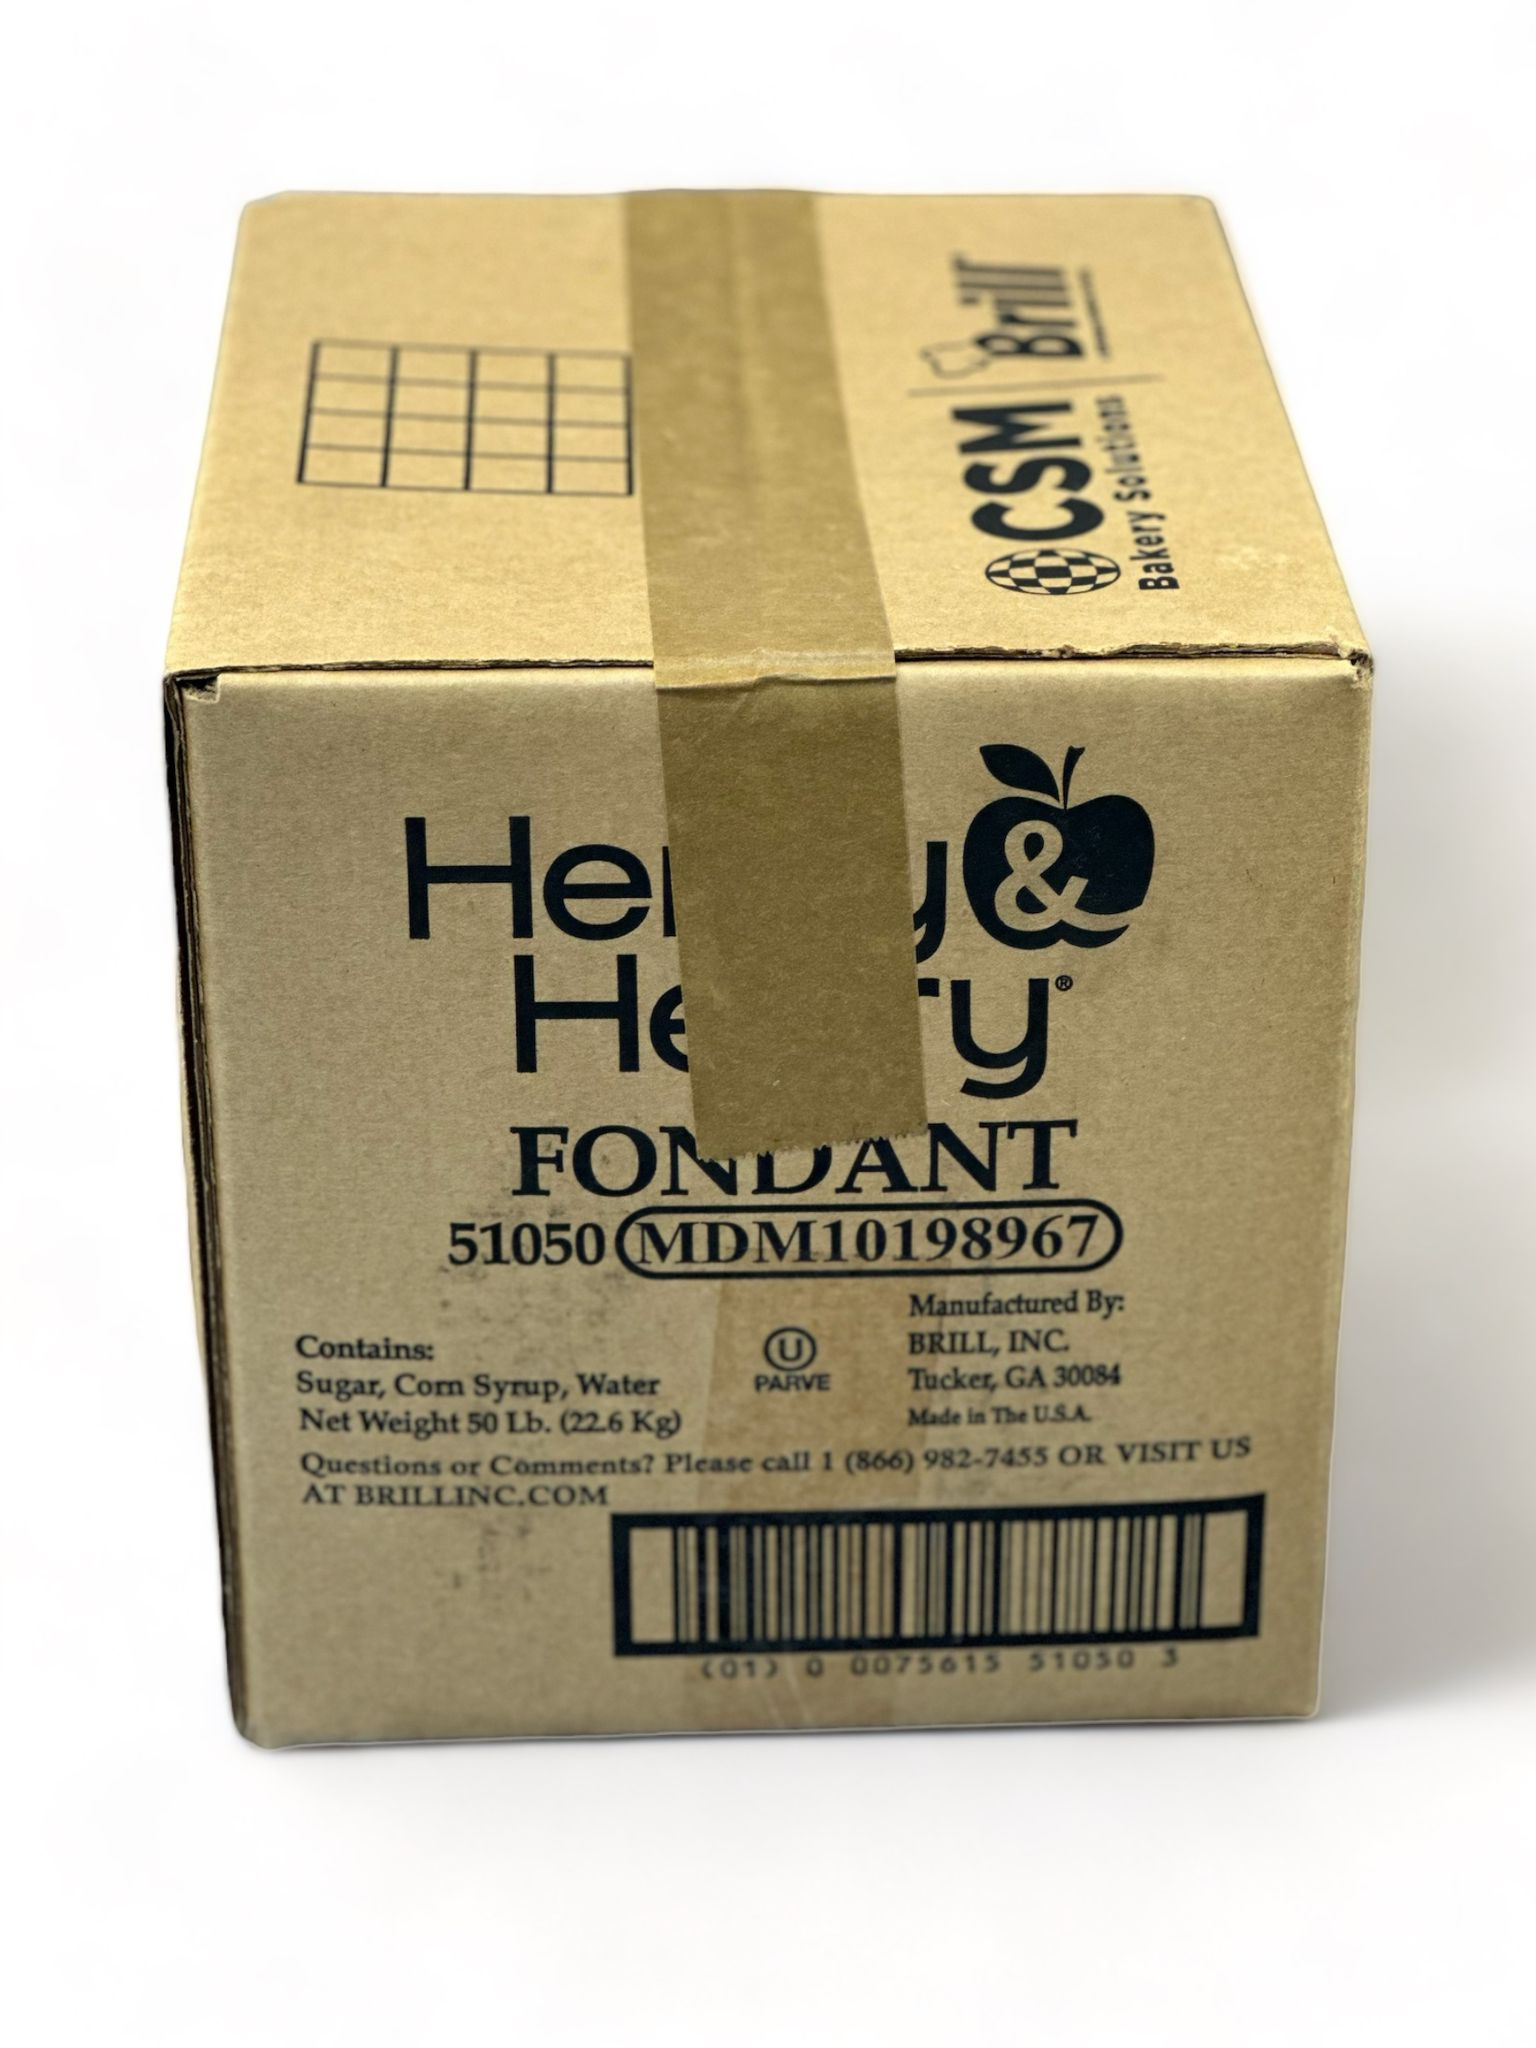 CSM Brill
Bakery Solutions
Henry &
Henry®
FONDANT
51050 MDM10198967
Contains:
Sugar, Corn Syrup, Water
Net Weight 50 Lb. (22.6 Kg)
U
PARVE
Manufactured By:
BRILL, INC.
Tucker, GA 30084
Made in The U.S.A.
Questions or Comments? Please call 1 (866) 982-7455 OR VISIT US
AT BRILLINC.COM
(01) 0 0075615 51050 3